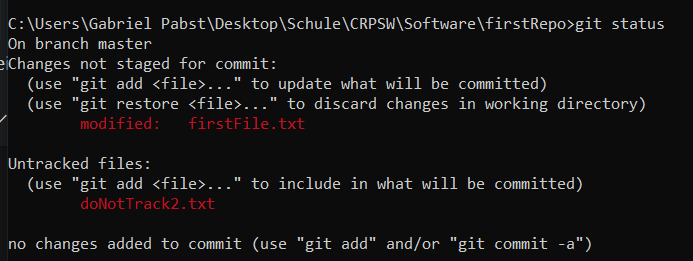 C:\Users\Gabriel Pabst\Desktop\Schule\CRPSW\Software\firstRepo>git status
On branch master
Changes not staged for commit:
  (use "git add <file>..." to update what will be committed)
  (use "git restore <file>..." to discard changes in working directory)
        modified:   firstFile.txt

Untracked files:
  (use "git add <file>..." to include in what will be committed)
        doNotTrack2.txt

no changes added to commit (use "git add" and/or "git commit -a")